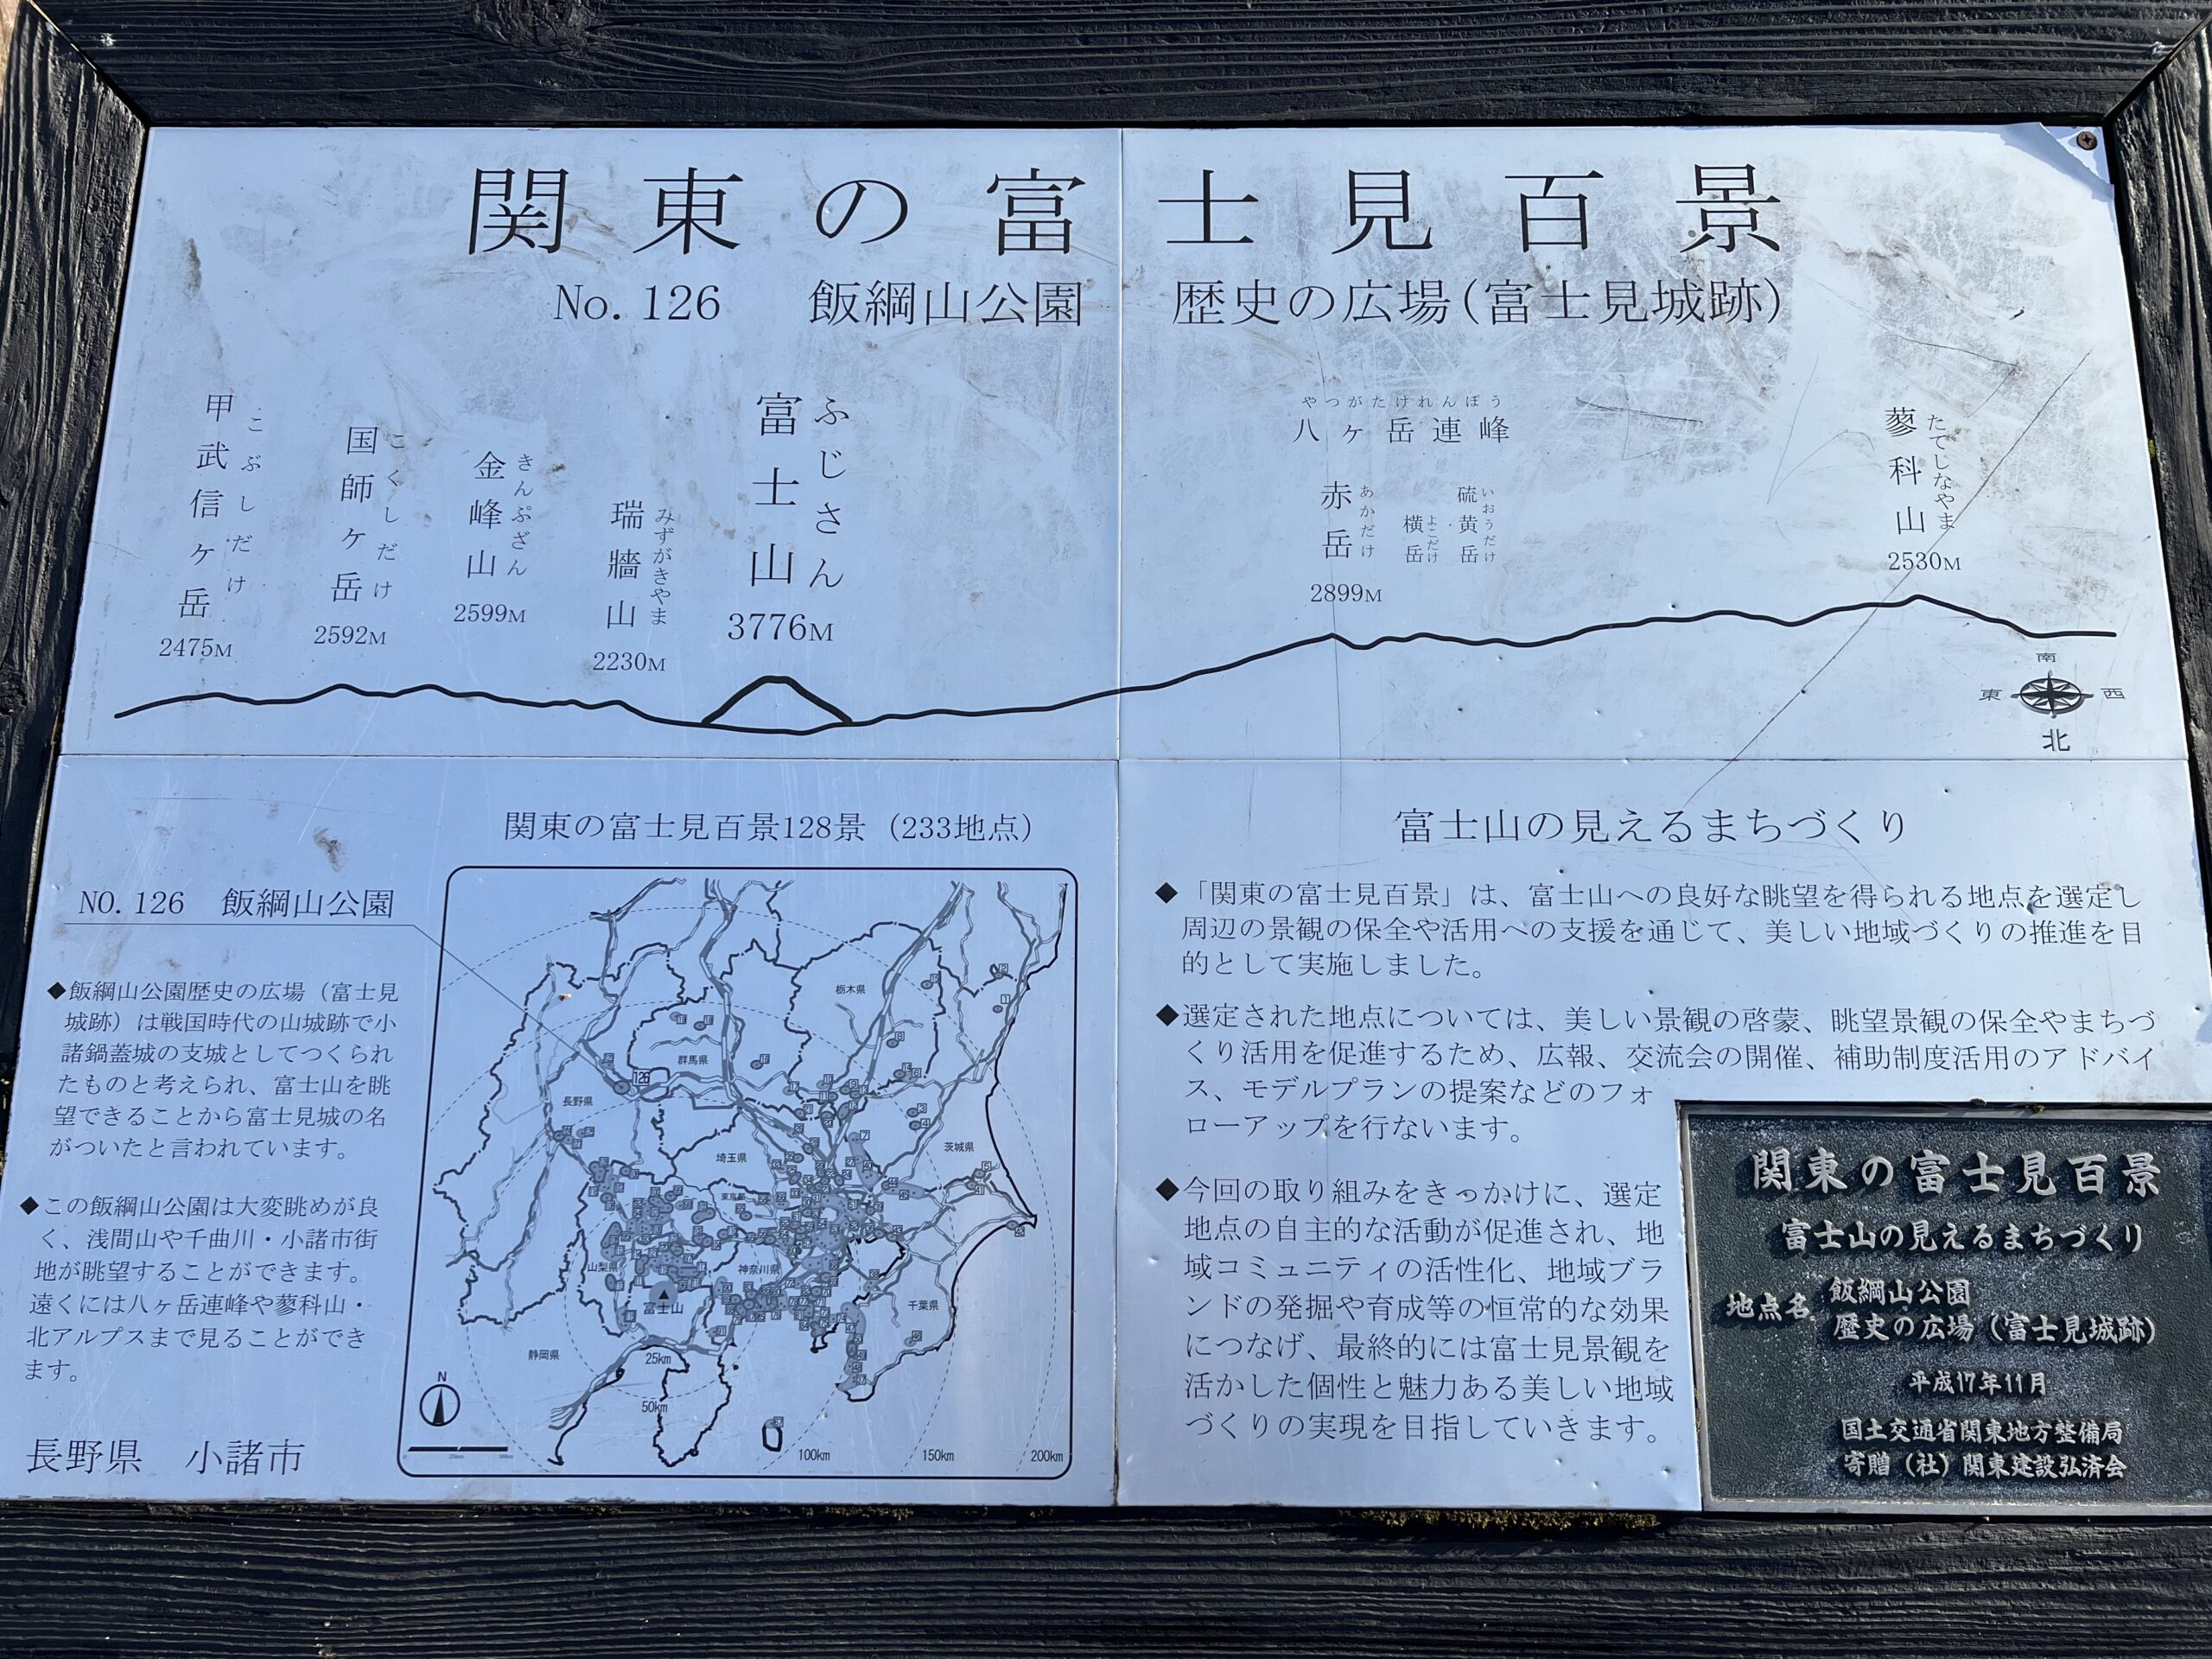 関東の富士見百景
No. 126 飯綱山公園 歴史の広場(富士見城跡)
甲武信ヶ岳
こぶしだけ
2475M
国師ヶ岳
こくしだけ
2592M
金峰山
きんぷざん
2599M
瑞牆山
みずがきやま
2230M
富士山
ふじさん
3776M
やつがたけれんぽう
八ヶ岳連峰
赤岳
あかだけ
2899M
横岳
よこだけ
硫黄岳
いおうだけ
蓼科山
たてしなやま
2530M
南
東 西
北
関東の富士見百景128景(233地点)
NO. 126 飯綱山公園
◆飯綱山公園歴史の広場(富士見
城跡)は戦国時代の山城跡で小
諸鍋蓋城の支城としてつくられ
たものと考えられ、富士山を眺
望できることから富士見城の名
がついたと言われています。
◆この飯綱山公園は大変眺めが良
く、浅間山や千曲川・小諸市街
地が眺望することができます。
遠くには八ヶ岳連峰や蓼科山・
北アルプスまで見ることができ
ます。
長野県 小諸市
栃木県
群馬県
126
長野県
茨城県
埼玉県
東京都
山梨県
神奈川県
富士山
千葉県
静岡県
25km
50km
100km
150km
200km
N
富士山の見えるまちづくり
◆「関東の富士見百景」は、富士山への良好な眺望を得られる地点を選定し
周辺の景観の保全や活用への支援を通じて、美しい地域づくりの推進を目
的として実施しました。
◆選定された地点については、美しい景観の啓蒙、眺望景観の保全やまちづ
くり活用を促進するため、広報、交流会の開催、補助制度活用のアドバイ
ス、モデルプランの提案などのフォ
ローアップを行ないます。
◆今回の取り組みをきっかけに、選定
地点の自主的な活動が促進され、地
域コミュニティの活性化、地域ブラ
ンドの発掘や育成等の恒常的な効果
につなげ、最終的には富士見景観を
活かした個性と魅力ある美しい地域
づくりの実現を目指していきます。
関東の富士見百景
富士山の見えるまちづくり
地点名 飯綱山公園
歴史の広場(富士見城跡)
平成17年11月
国土交通省関東地方整備局
寄贈(社)関東建設弘済会